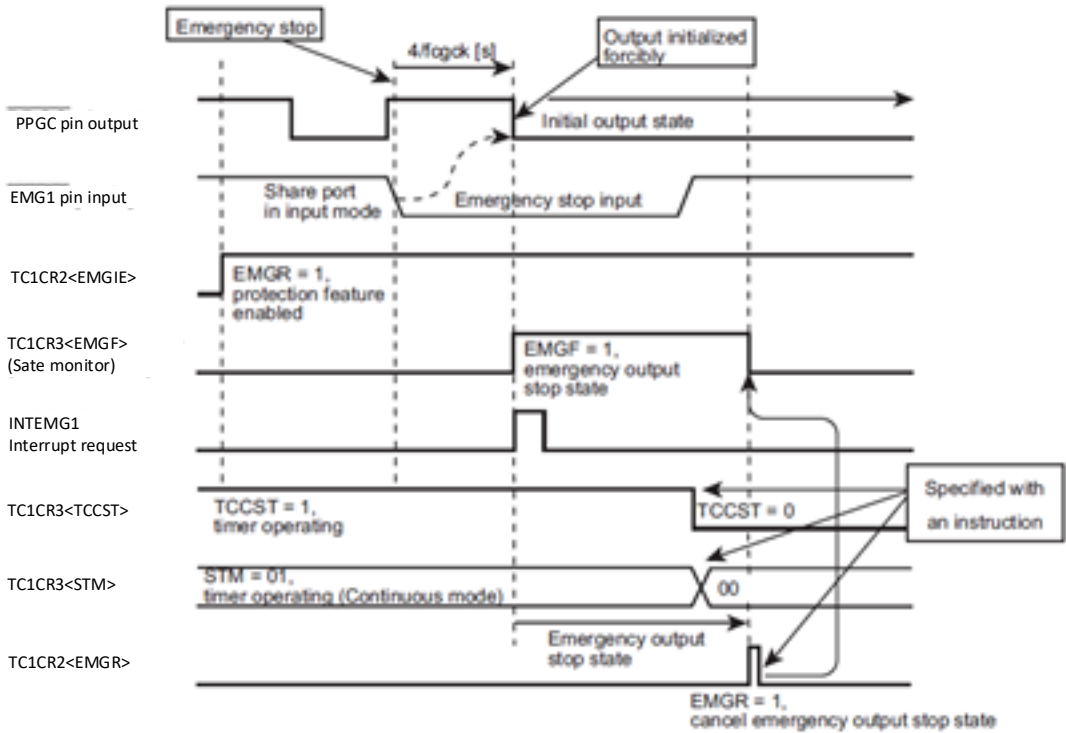 Emergency stop
4/fcgck [s]
Output initialized
forcibly
PPGC pin output
Initial output state
EMG1 pin input
Share port
in input mode
Emergency stop input
TC1CR2<EMGIE>
EMGR = 1,
protection feature
enabled
TC1CR3<EMGF>
(Sate monitor)
EMGF = 1,
emergency output
stop state
INTEMG1
Interrupt request
TC1CR3<TCCST>
TCCST = 1,
timer operating
TCCST = 0
Specified with
an instruction
TC1CR3<STM>
STM = 01,
timer operating (Continuous mode)
00
Emergency output
stop state
TC1CR2<EMGR>
EMGR = 1,
cancel emergency output stop state